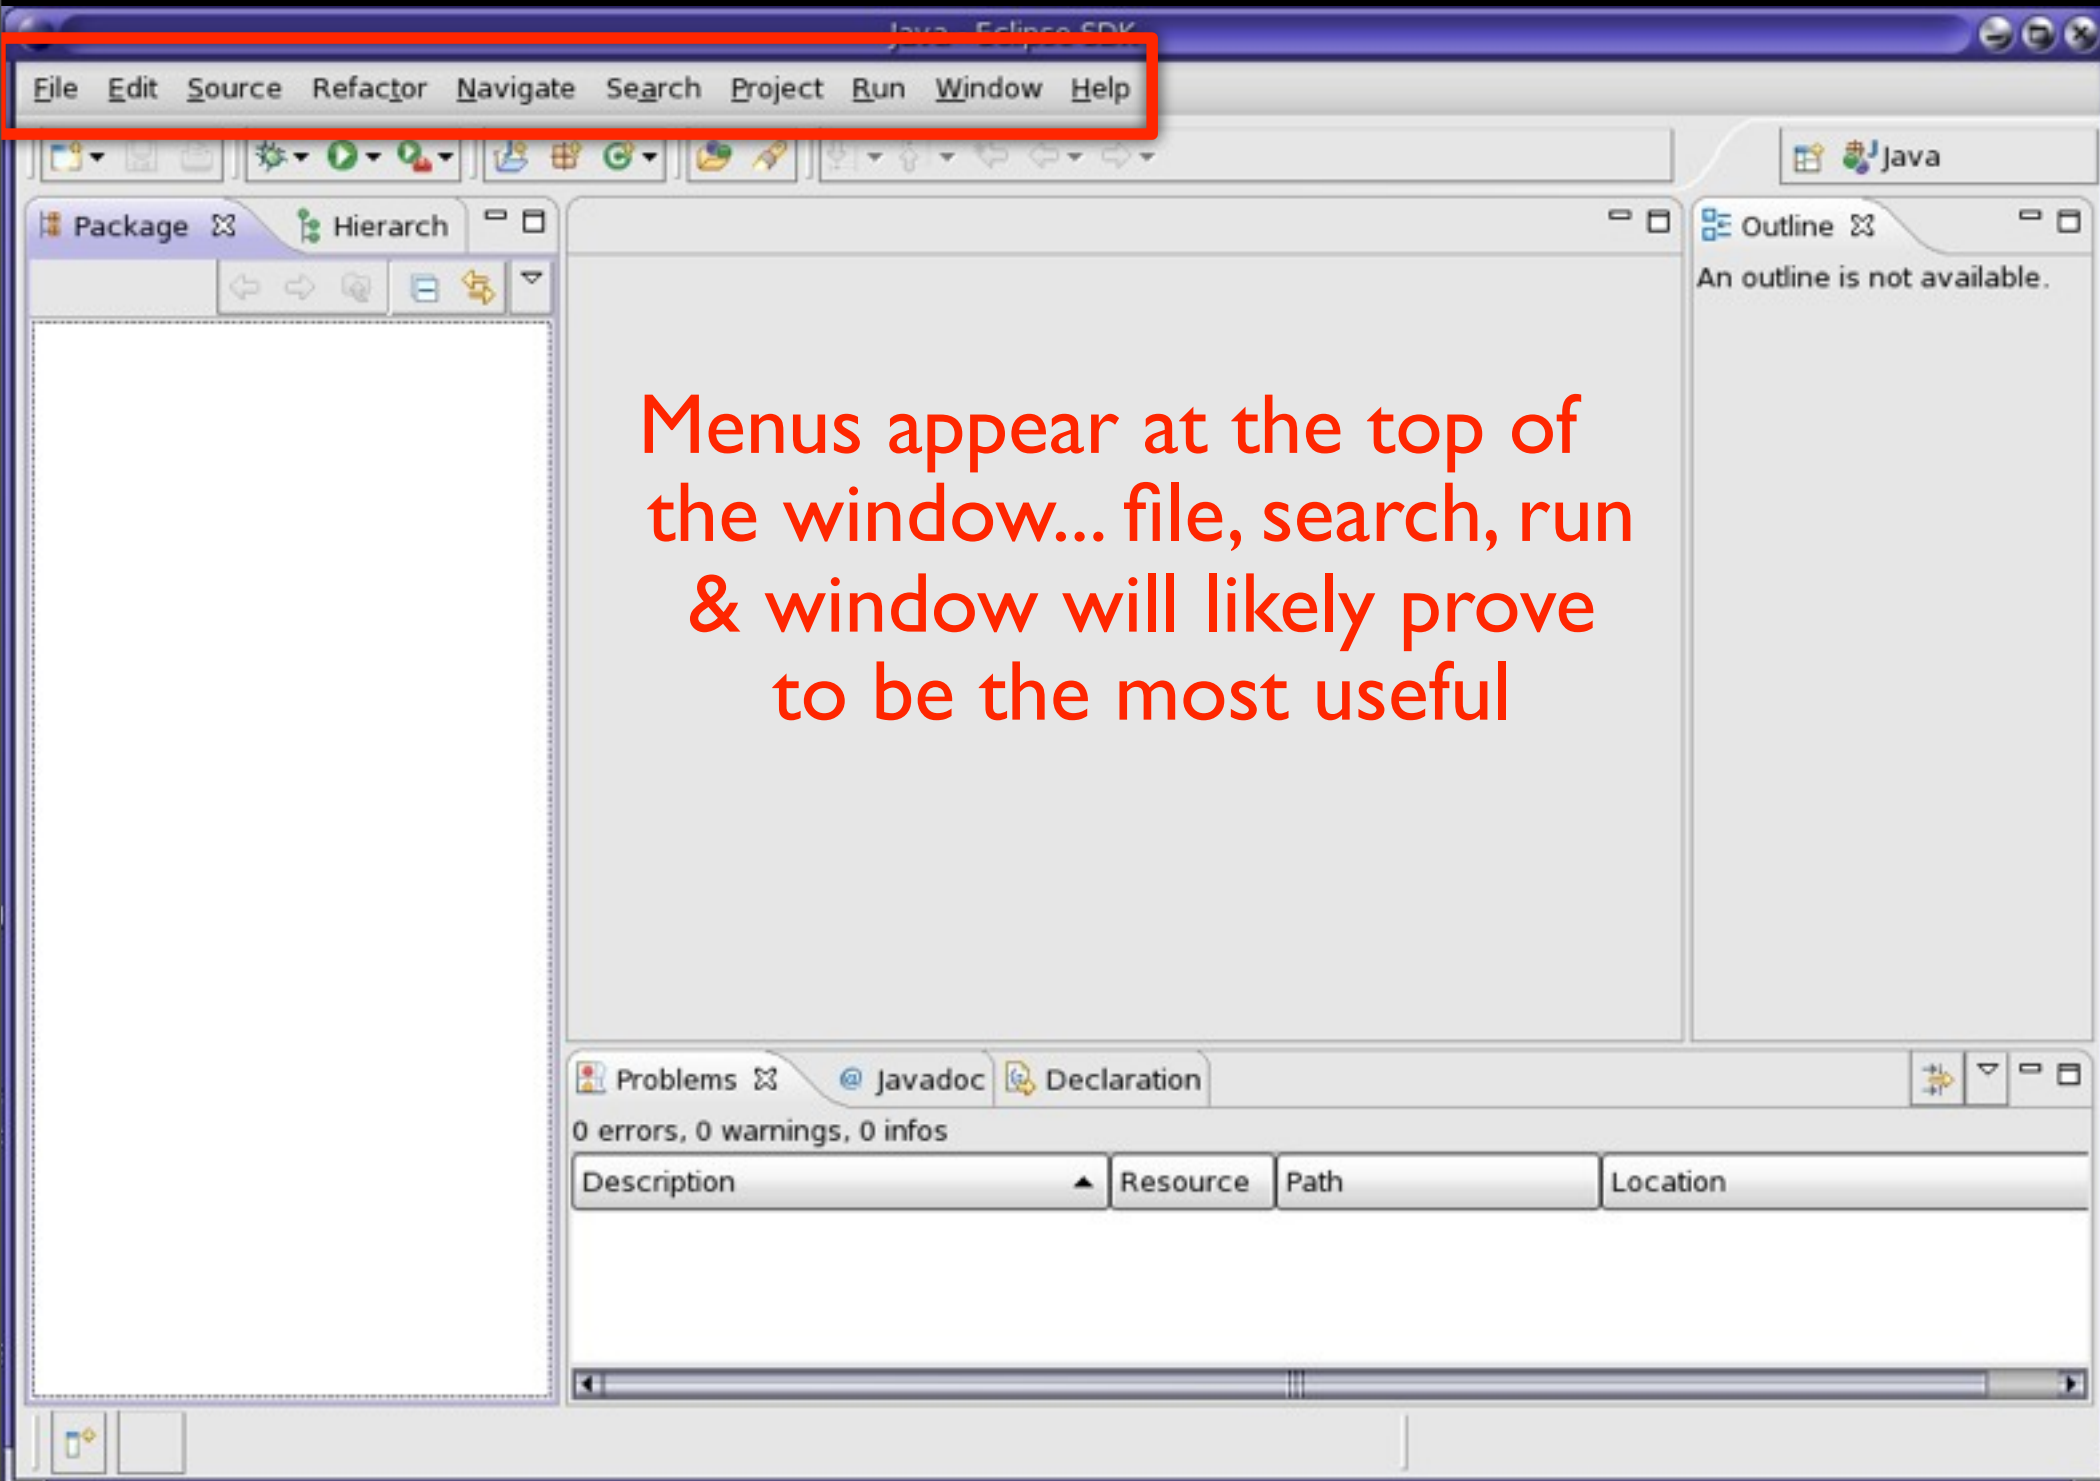 Java - Eclipse SDK
File Edit Source Refactor Navigate Search Project Run Window Help
Java
Package Hierarch
Outline
An outline is not available.
Menus appear at the top of
the window... file, search, run
& window will likely prove
to be the most useful
Problems @ Javadoc Declaration
0 errors, 0 warnings, 0 infos
Description Resource Path Location